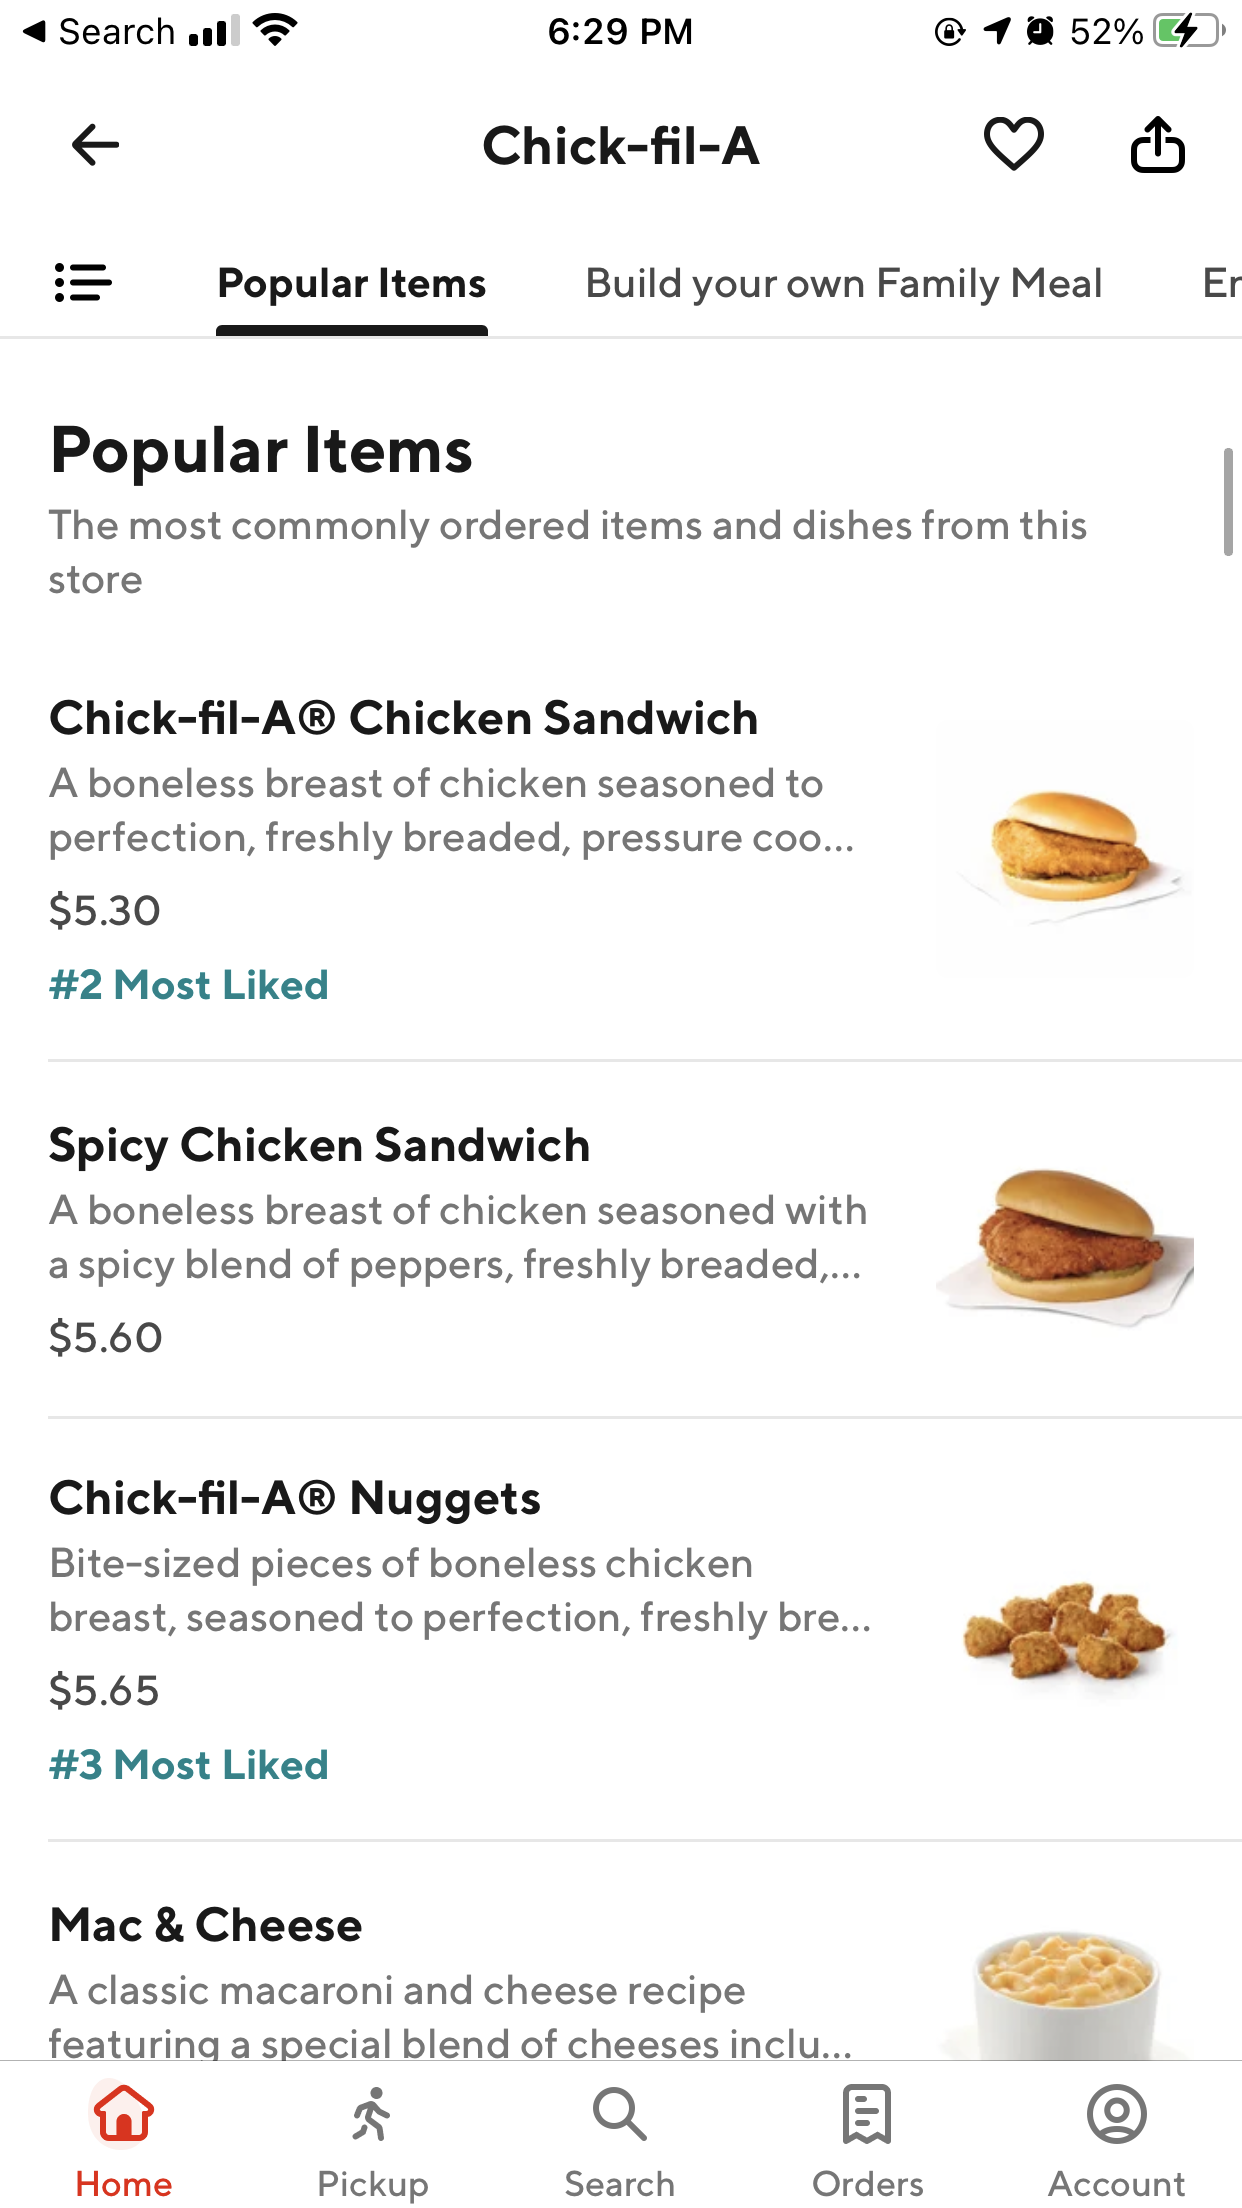 Search
6:29 PM
52%
Chick-fil-A
Popular Items
Build your own Family Meal
Popular Items
The most commonly ordered items and dishes from this
store
Chick-fil-A® Chicken Sandwich
A boneless breast of chicken seasoned to
perfection, freshly breaded, pressure coo...
$5.30
#2 Most Liked
Spicy Chicken Sandwich
A boneless breast of chicken seasoned with
a spicy blend of peppers, freshly breaded,...
$5.60
Chick-fil-A® Nuggets
Bite-sized pieces of boneless chicken
breast, seasoned to perfection, freshly bre...
$5.65
#3 Most Liked
Mac & Cheese
A classic macaroni and cheese recipe
featuring a special blend of cheeses inclu...
Home
Pickup
Search
Orders
Account